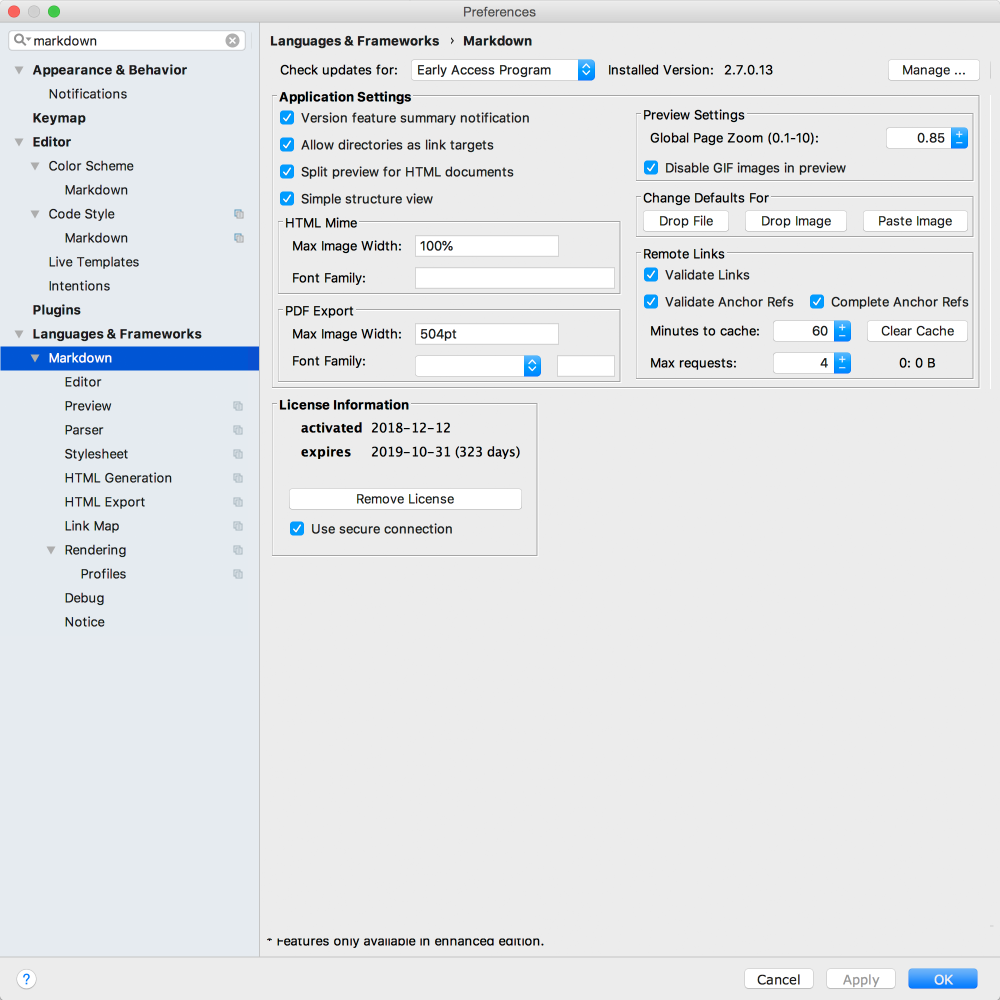 Preferences
markdown
Appearance & Behavior
Notifications
Keymap
Editor
Color Scheme
Markdown
Code Style
Markdown
Live Templates
Intentions
Plugins
Languages & Frameworks
Markdown
Editor
Preview
Parser
Stylesheet
HTML Generation
HTML Export
Link Map
Rendering
Profiles
Debug
Notice
Languages & Frameworks › Markdown
Check updates for: Early Access Program Installed Version: 2.7.0.13 Manage ...
Application Settings
Version feature summary notification
Allow directories as link targets
Split preview for HTML documents
Simple structure view
HTML Mime
Max Image Width: 100%
Font Family:
PDF Export
Max Image Width: 504pt
Font Family:
Preview Settings
Global Page Zoom (0.1-10): 0.85
Disable GIF images in preview
Change Defaults For
Drop File Drop Image Paste Image
Remote Links
Validate Links
Validate Anchor Refs Complete Anchor Refs
Minutes to cache: 60 Clear Cache
Max requests: 4 0: 0 B
License Information
activated 2018-12-12
expires 2019-10-31 (323 days)
Remove License
Use secure connection
* Features only available in enhanced edition.
? Cancel Apply OK